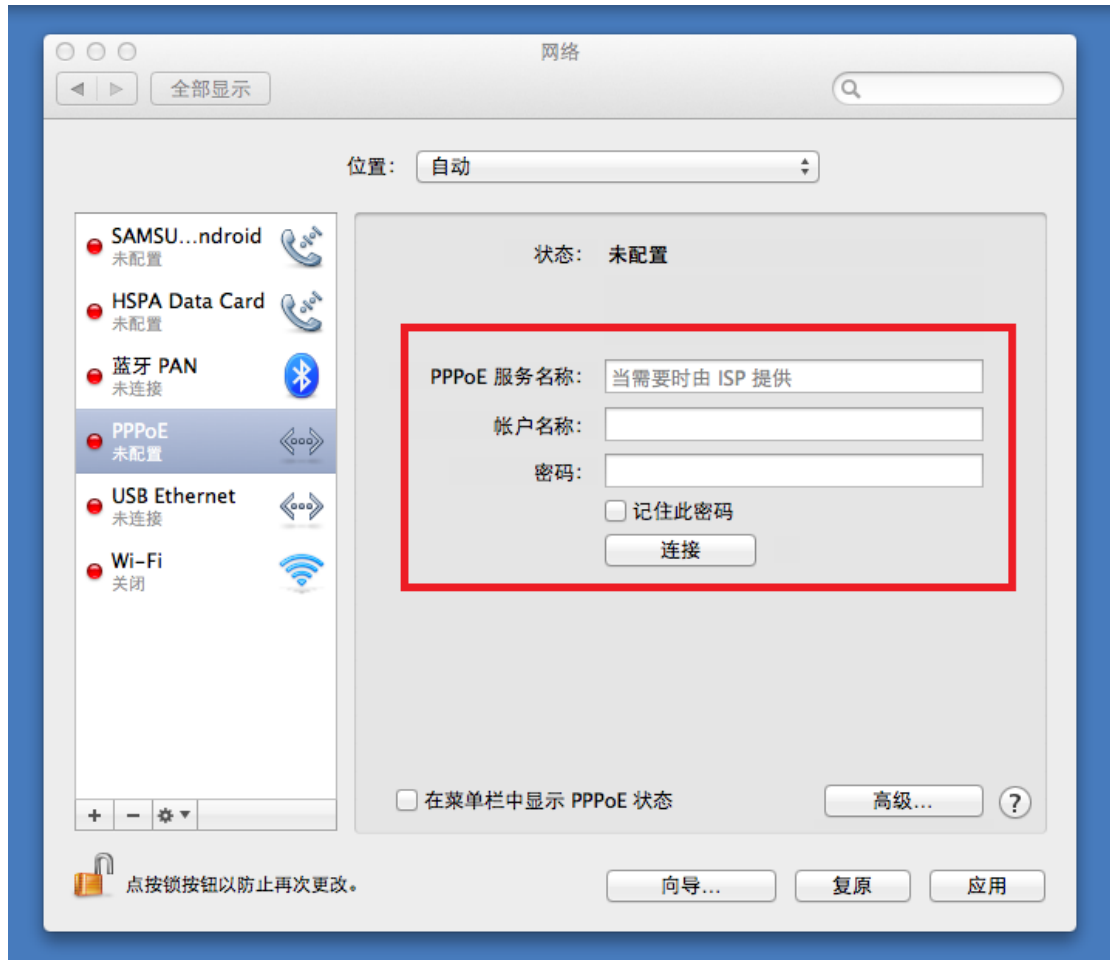 网络
全部显示
位置： 自动
SAMSU...ndroid
未配置
HSPA Data Card
未配置
蓝牙 PAN
未连接
PPPoE
未配置
USB Ethernet
未连接
Wi-Fi
关闭
状态： 未配置
PPPoE 服务名称： 当需要时由 ISP 提供
帐户名称：
密码：
记住此密码
连接
在菜单栏中显示 PPPoE 状态
高级... ?
点按锁按钮以防止再次更改。
向导... 复原 应用